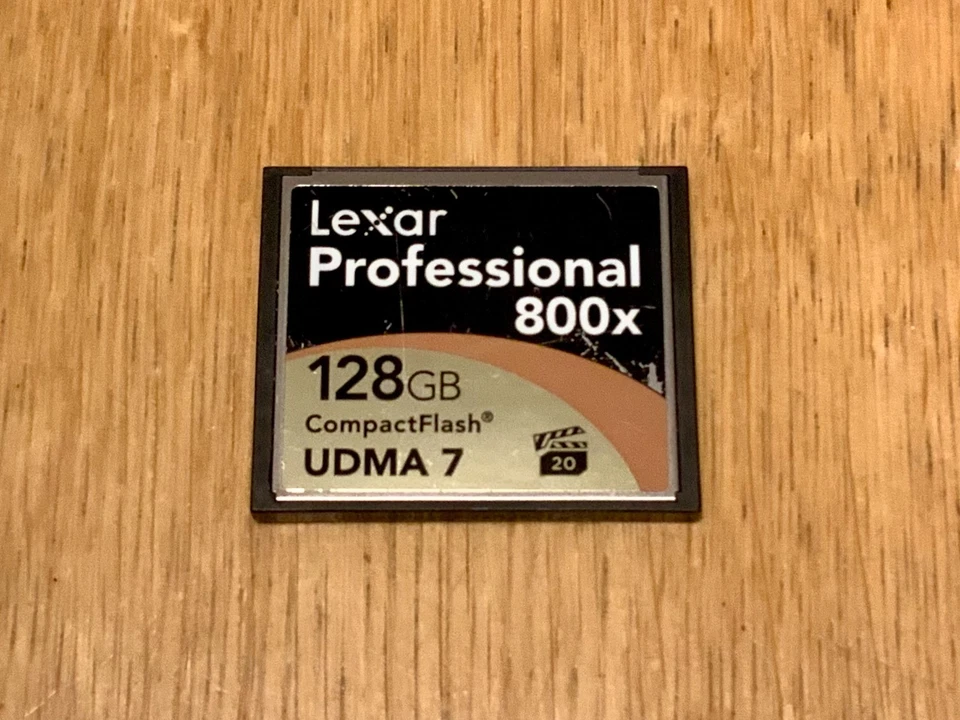 Lexar
Professional
800x
128GB
CompactFlash®
UDMA 7
20